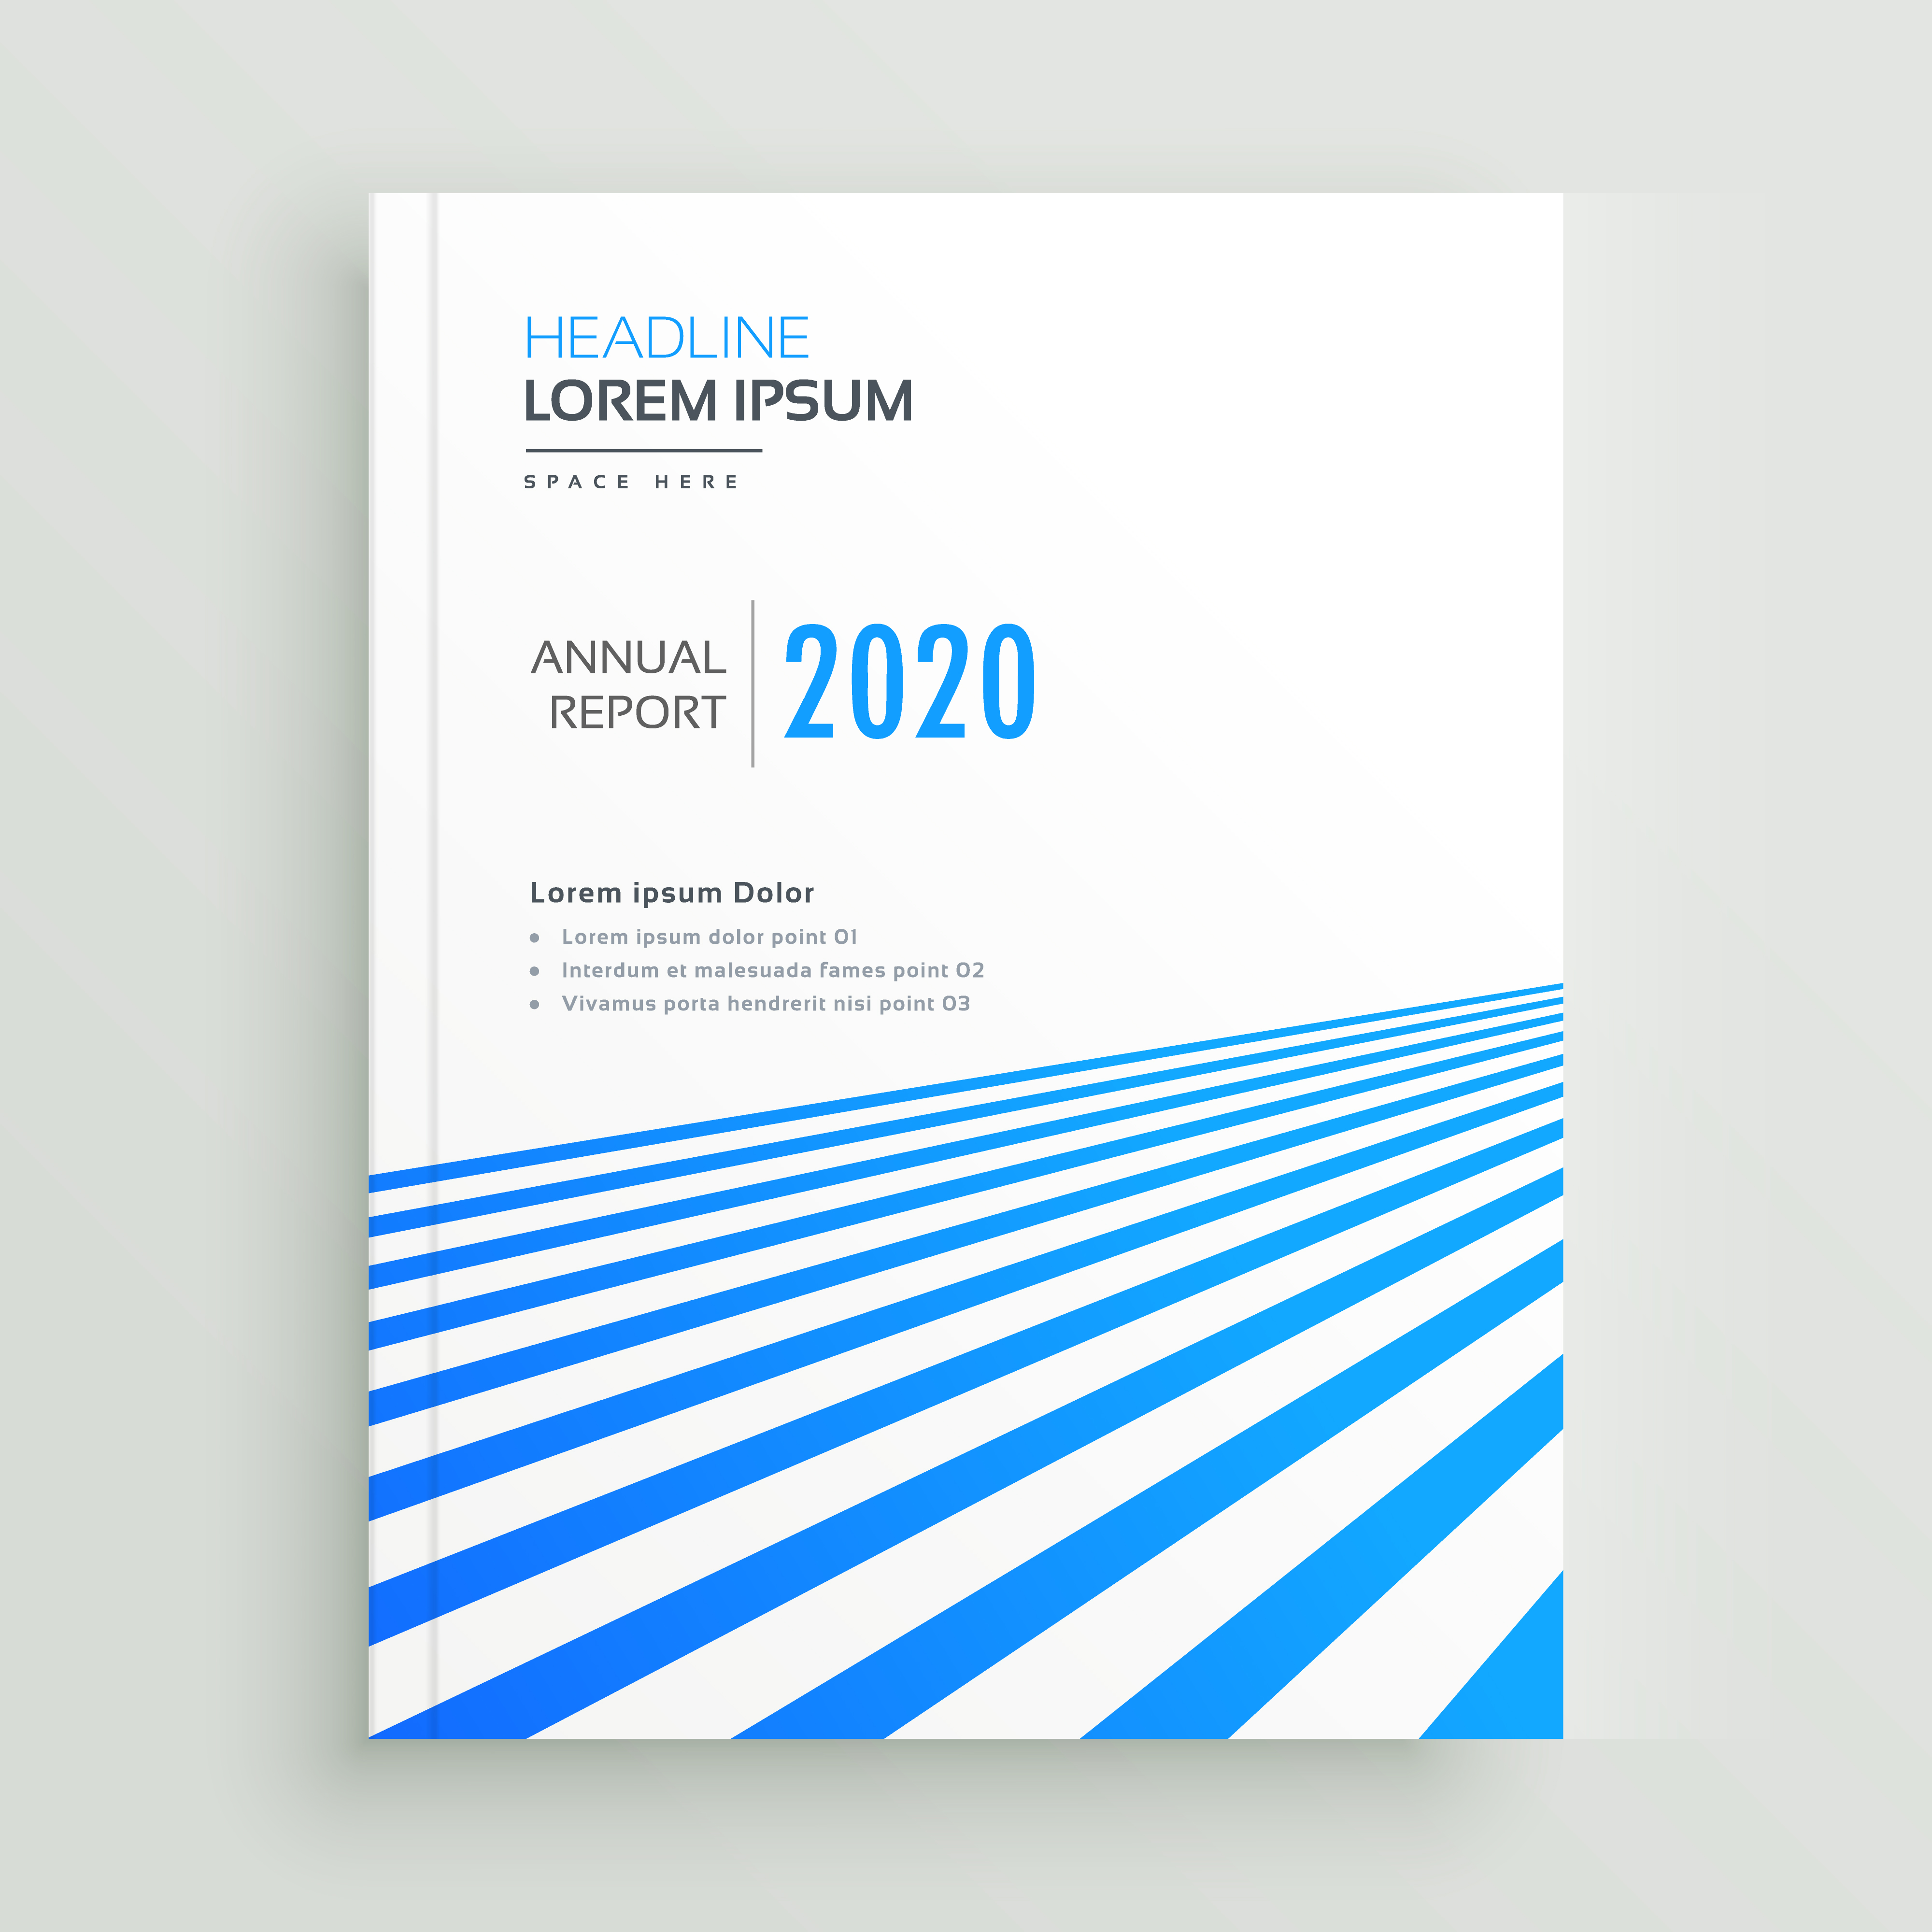 HEADLINE
LOREM IPSUM
SPACE HERE
ANNUAL
REPORT
2020
Lorem ipsum Dolor
• Lorem ipsum dolor point 01
• Interdum et malesuada fames point 02
• Vivamus porta hendrerit nisi point 03